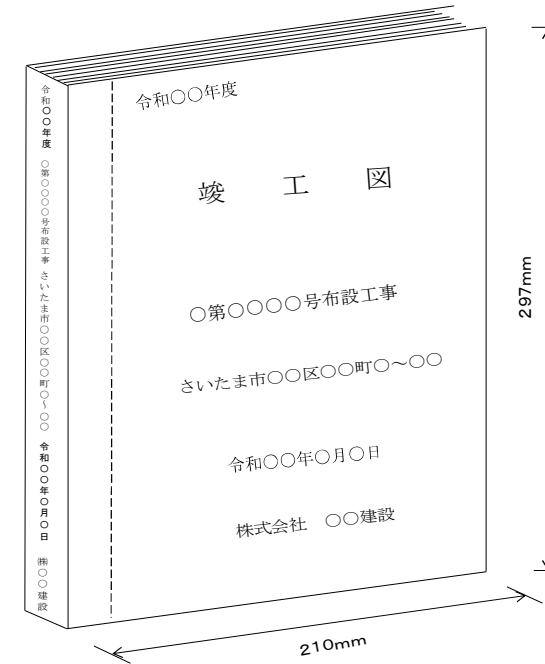 令和〇〇年度
竣　工　図
〇第〇〇〇〇号布設工事
さいたま市〇〇区〇〇町〇～〇〇
令和〇〇年〇月〇日
株式会社　〇〇建設
令和〇〇年度　〇第〇〇〇〇号布設工事　さいたま市〇〇区〇〇町〇～〇〇　令和〇〇年〇月〇日　㈱〇〇建設
297mm
210mm